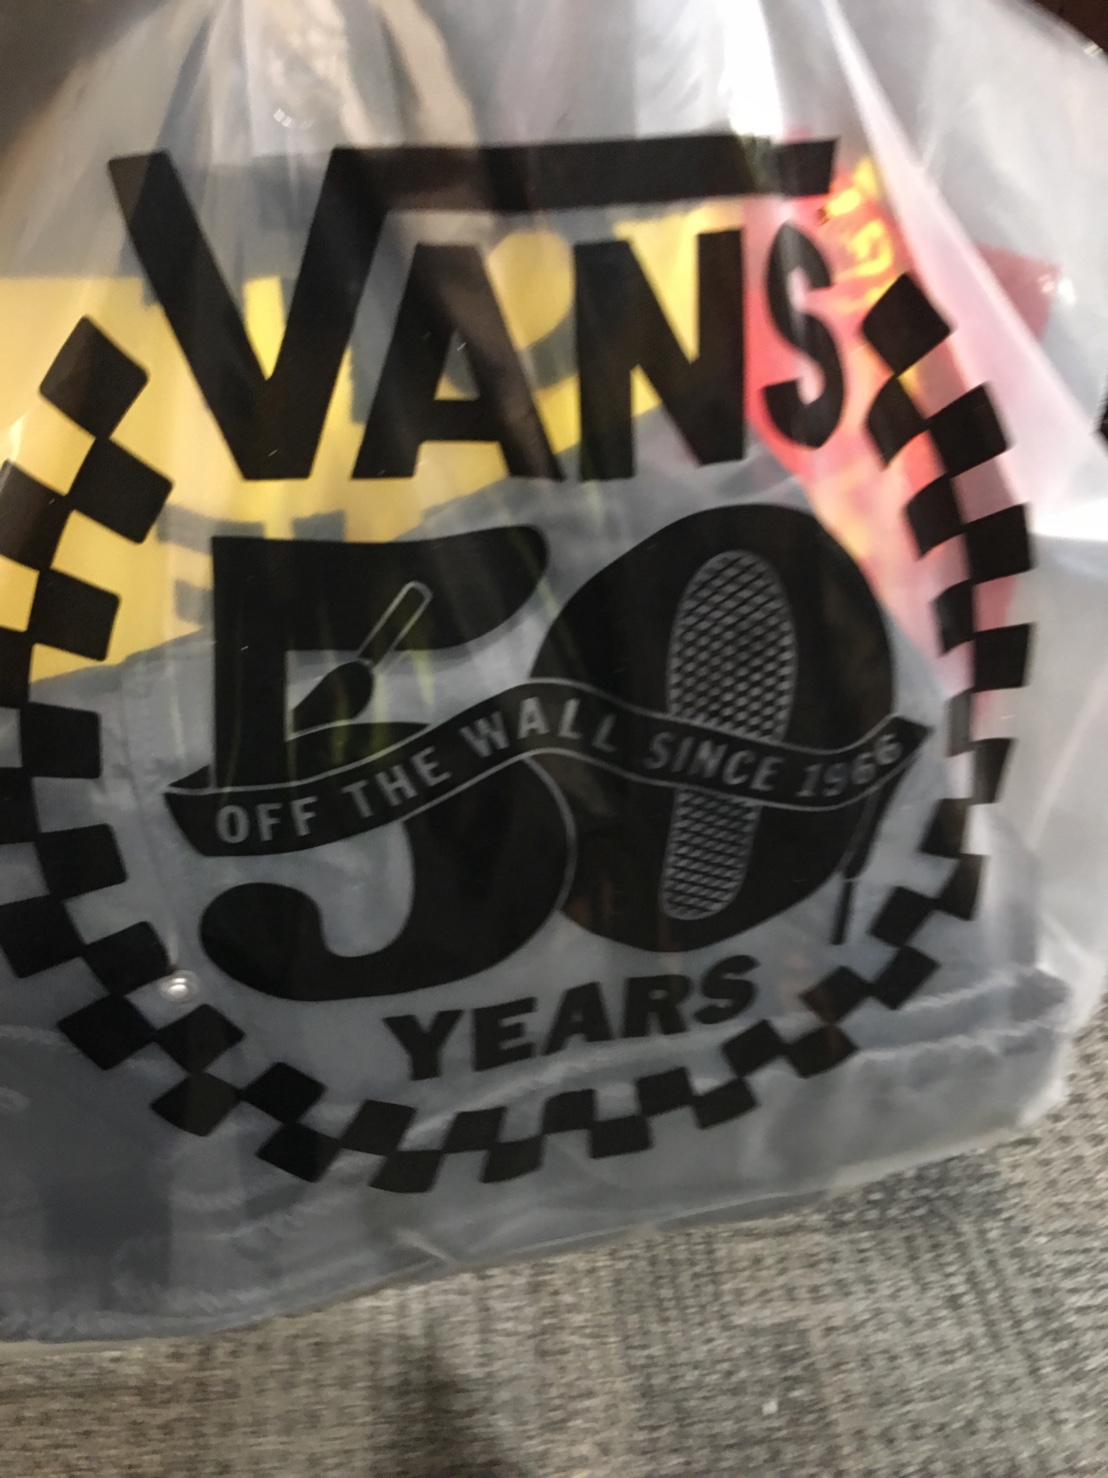 VANS
50
OFF THE WALL SINCE 1966
YEARS